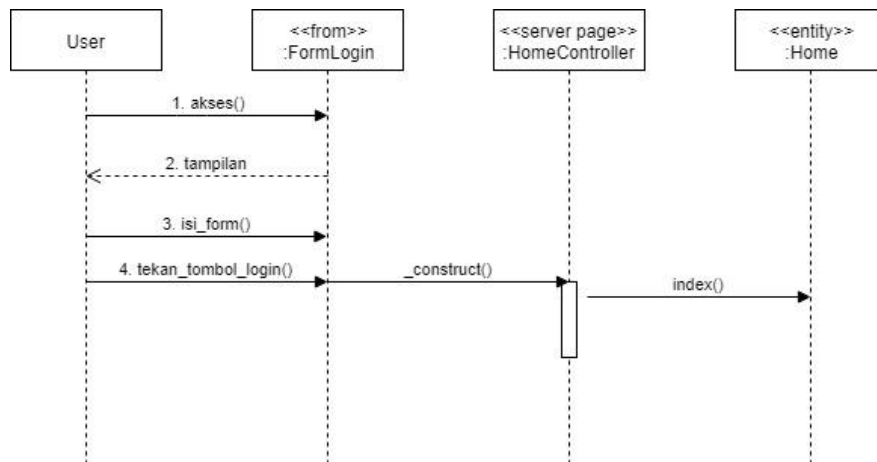 User
<<from>>
:FormLogin
<<server page>>
:HomeController
<<entity>>
:Home
1. akses()
2. tampilan
3. isi_form()
4. tekan_tombol_login()
_construct()
index()